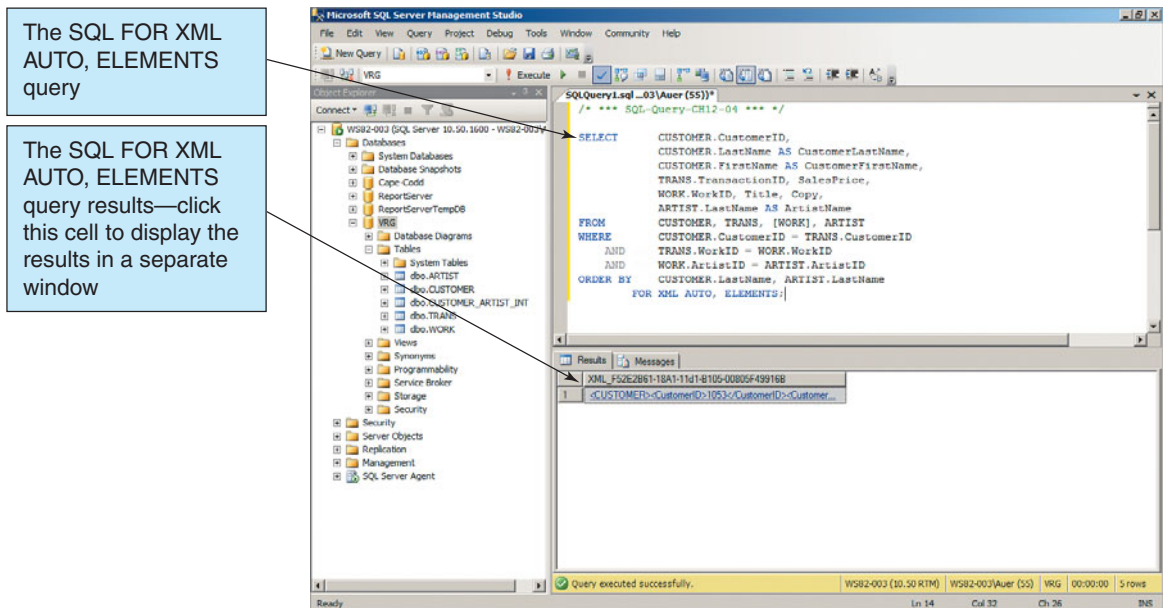 The SQL FOR XML
AUTO, ELEMENTS
query
The SQL FOR XML
AUTO, ELEMENTS
query results—click
this cell to display the
results in a separate
window
Microsoft SQL Server Management Studio
File Edit View Query Project Debug Tools Window Community Help
New Query
VRG
Execute
Object Explorer
Connect
WS82-003 (SQL Server 10.50.1600 - WS82-003\
Databases
System Databases
Database Snapshots
Cape-Codd
ReportServer
ReportServerTempDB
VRG
Database Diagrams
Tables
System Tables
dbo.ARTIST
dbo.CUSTOMER
dbo.CUSTOMER_ARTIST_INT
dbo.TRANS
dbo.WORK
Views
Synonyms
Programmability
Service Broker
Storage
Security
Security
Server Objects
Replication
Management
SQL Server Agent
SQLQuery1.sql ...03\Auer (55))*
/* *** SQL-Query-CH12-04 *** */
SELECT CUSTOMER.CustomerID,
CUSTOMER.LastName AS CustomerLastName,
CUSTOMER.FirstName AS CustomerFirstName,
TRANS.TransactionID, SalesPrice,
WORK.WorkID, Title, Copy,
ARTIST.LastName AS ArtistName
FROM CUSTOMER, TRANS, [WORK], ARTIST
WHERE CUSTOMER.CustomerID = TRANS.CustomerID
AND TRANS.WorkID = WORK.WorkID
AND WORK.ArtistID = ARTIST.ArtistID
ORDER BY CUSTOMER.LastName, ARTIST.LastName
FOR XML AUTO, ELEMENTS;
Results Messages
XML_F52E2B61-18A1-11d1-B105-00805F49916B
1 <CUSTOMER><CustomerID>1053</CustomerID><Customer...
Query executed successfully. WS82-003 (10.50 RTM) WS82-003\Auer (55) VRG 00:00:00 5 rows
Ready Ln 14 Col 32 Ch 26 INS